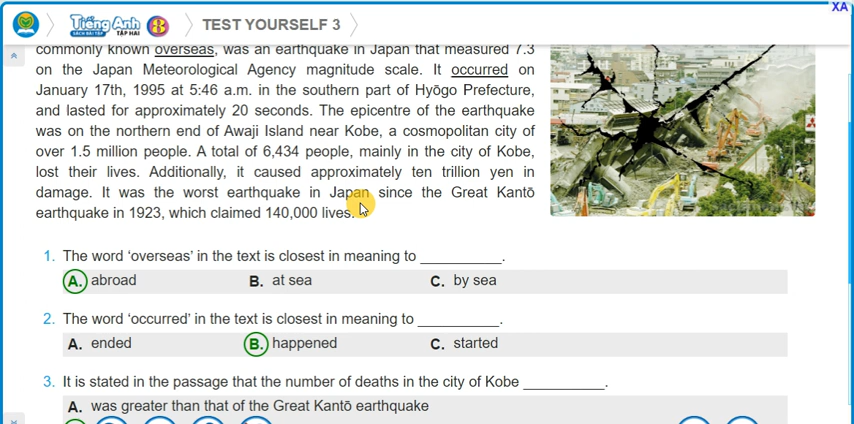 XA
Tiếng Anh 8
SÁCH BÀI TẬP TẬP HAI
TEST YOURSELF 3
commonly known overseas, was an earthquake in Japan that measured 7.3
on the Japan Meteorological Agency magnitude scale. It occurred on
January 17th, 1995 at 5:46 a.m. in the southern part of Hyōgo Prefecture,
and lasted for approximately 20 seconds. The epicentre of the earthquake
was on the northern end of Awaji Island near Kobe, a cosmopolitan city of
over 1.5 million people. A total of 6,434 people, mainly in the city of Kobe,
lost their lives. Additionally, it caused approximately ten trillion yen in
damage. It was the worst earthquake in Japan since the Great Kantō
earthquake in 1923, which claimed 140,000 lives.
1. The word ‘overseas’ in the text is closest in meaning to __________.
A. abroad B. at sea C. by sea
2. The word ‘occurred’ in the text is closest in meaning to __________.
A. ended B. happened C. started
3. It is stated in the passage that the number of deaths in the city of Kobe __________.
A. was greater than that of the Great Kantō earthquake